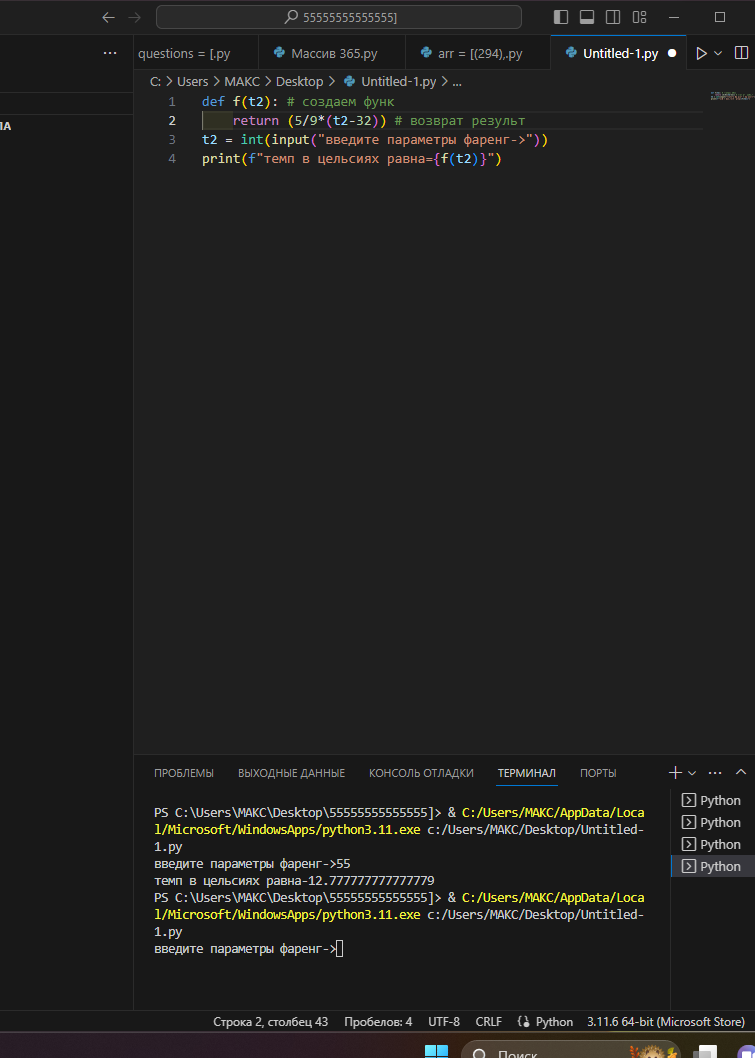 55555555555555]
questions = [.py
Массив 365.py
arr = [(294),.py
Untitled-1.py
C: > Users > МАКС > Desktop > Untitled-1.py > ...
1 def f(t2): # создаем функ
2 return (5/9*(t2-32)) # возврат результ
3 t2 = int(input("введите параметры фаренг->"))
4 print(f"темп в цельсиях равна={f(t2)}")
ПРОБЛЕМЫ
ВЫХОДНЫЕ ДАННЫЕ
КОНСОЛЬ ОТЛАДКИ
ТЕРМИНАЛ
ПОРТЫ
PS C:\Users\МАКС\Desktop\55555555555555]> & C:/Users/МАКС/AppData/Loca
l/Microsoft/WindowsApps/python3.11.exe c:/Users/МАКС/Desktop/Untitled-
1.py
введите параметры фаренг->55
темп в цельсиях равна-12.777777777777779
PS C:\Users\МАКС\Desktop\55555555555555]> & C:/Users/МАКС/AppData/Loca
l/Microsoft/WindowsApps/python3.11.exe c:/Users/МАКС/Desktop/Untitled-
1.py
введите параметры фаренг->
Python
Python
Python
Python
Строка 2, столбец 43
Пробелов: 4
UTF-8
CRLF
Python
3.11.6 64-bit (Microsoft Store)
Поиск